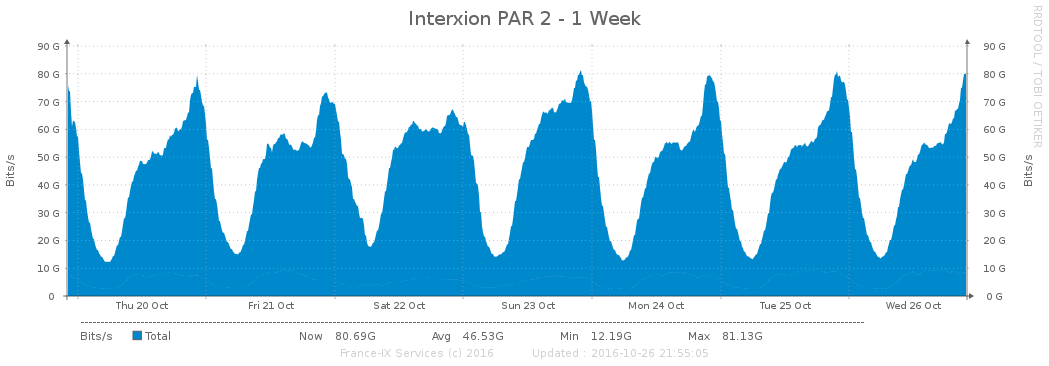 Interxion PAR 2 - 1 Week
RRDTOOL / TOBI OETIKER
Bits/s
90 G
80 G
70 G
60 G
50 G
40 G
30 G
20 G
10 G
0
90 G
80 G
70 G
60 G
50 G
40 G
30 G
20 G
10 G
0 G
Bits/s
Thu 20 Oct Fri 21 Oct Sat 22 Oct Sun 23 Oct Mon 24 Oct Tue 25 Oct Wed 26 Oct
Bits/s Total Now 80.69G Avg 46.53G Min 12.19G Max 81.13G
France-IX Services (c) 2016 Updated : 2016-10-26 21:55:05